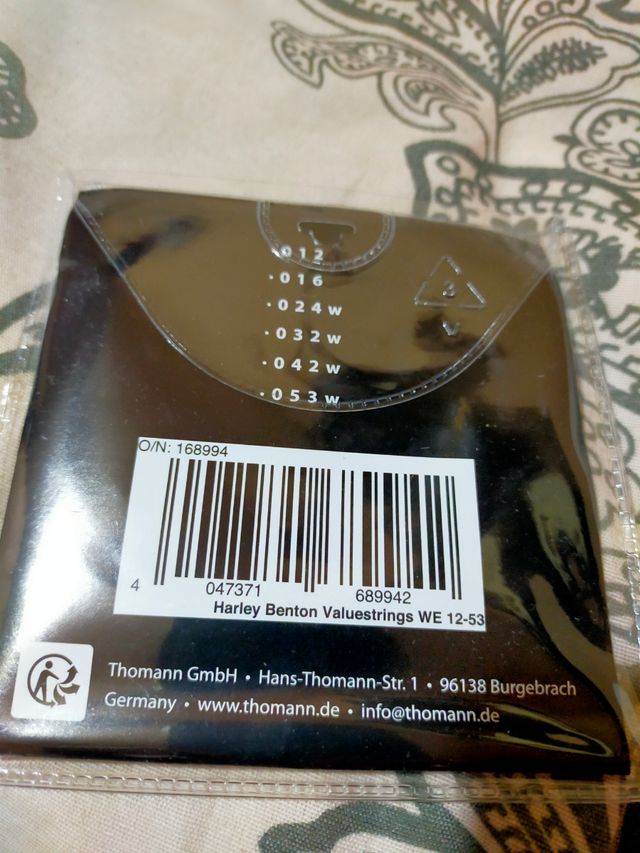 .012
.016
.024w
.032w
.042w
.053w
3
V
O/N: 168994
4 047371 689942
Harley Benton Valuestrings WE 12-53
Thomann GmbH • Hans-Thomann-Str. 1 • 96138 Burgebrach
Germany • www.thomann.de • info@thomann.de